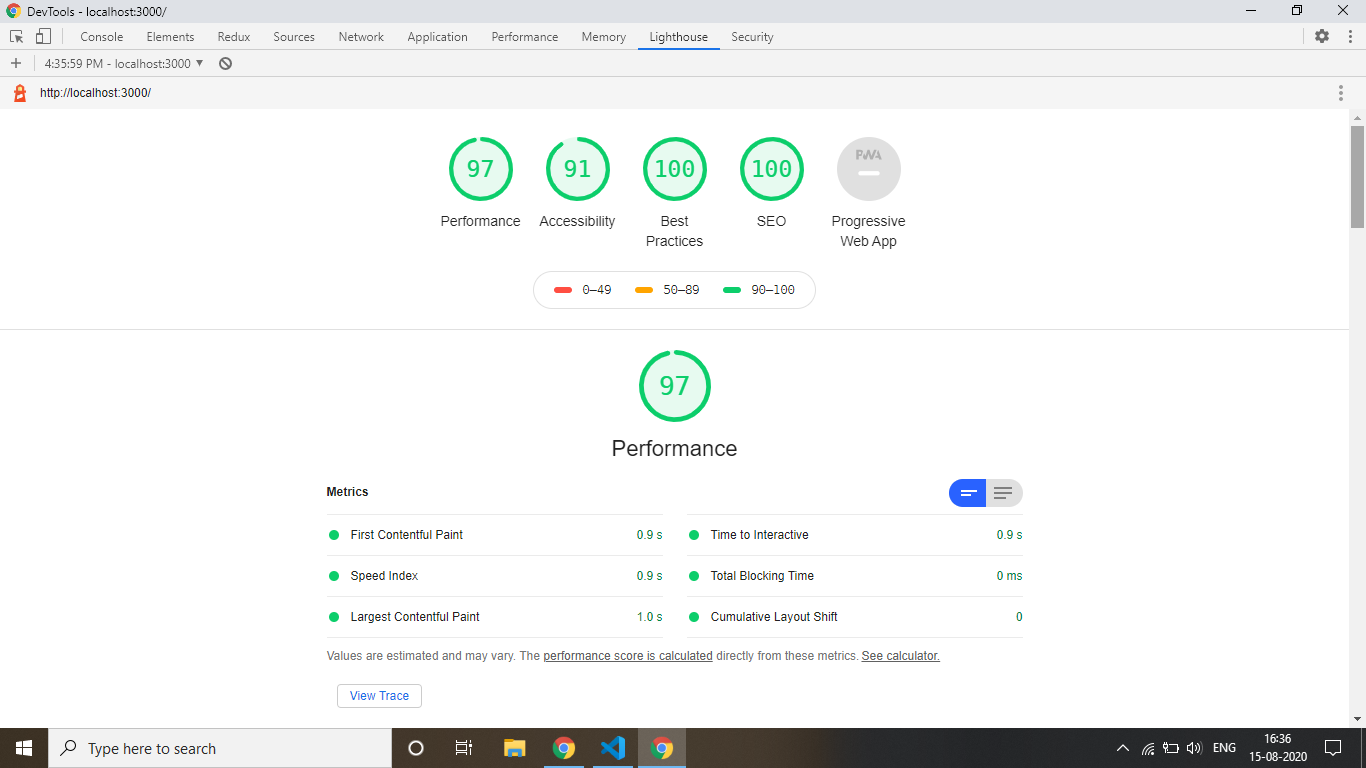 DevTools - localhost:3000/
Console Elements Redux Sources Network Application Performance Memory Lighthouse Security
4:35:59 PM - localhost:3000
http://localhost:3000/
97 91 100 100 PWA
Performance Accessibility Best Practices SEO Progressive Web App
0–49 50–89 90–100
97
Performance
Metrics
First Contentful Paint 0.9 s Time to Interactive 0.9 s
Speed Index 0.9 s Total Blocking Time 0 ms
Largest Contentful Paint 1.0 s Cumulative Layout Shift 0
Values are estimated and may vary. The performance score is calculated directly from these metrics. See calculator.
View Trace
Type here to search
ENG
16:36
15-08-2020